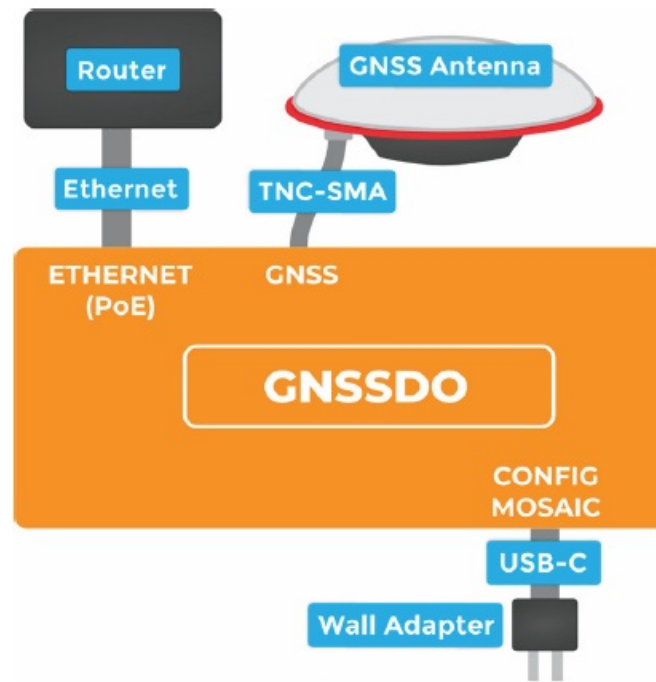 Router
GNSS Antenna
Ethernet
TNC-SMA
ETHERNET
(PoE)
GNSS
GNSSDO
CONFIG
MOSAIC
USB-C
Wall Adapter